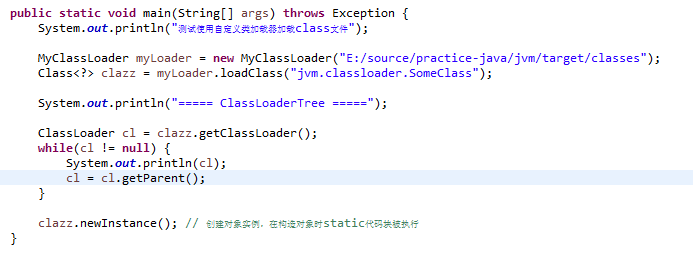 public static void main(String[] args) throws Exception {
System.out.println("测试使用自定义类加载器加载class文件");
MyClassLoader myLoader = new MyClassLoader("E:/source/practice-java/jvm/target/classes");
Class<?> clazz = myLoader.loadClass("jvm.classloader.SomeClass");
System.out.println("===== ClassLoaderTree =====");
ClassLoader cl = clazz.getClassLoader();
while(cl != null) {
System.out.println(cl);
cl = cl.getParent();
}
clazz.newInstance(); // 创建对象实例，在构造对象时static代码块被执行
}